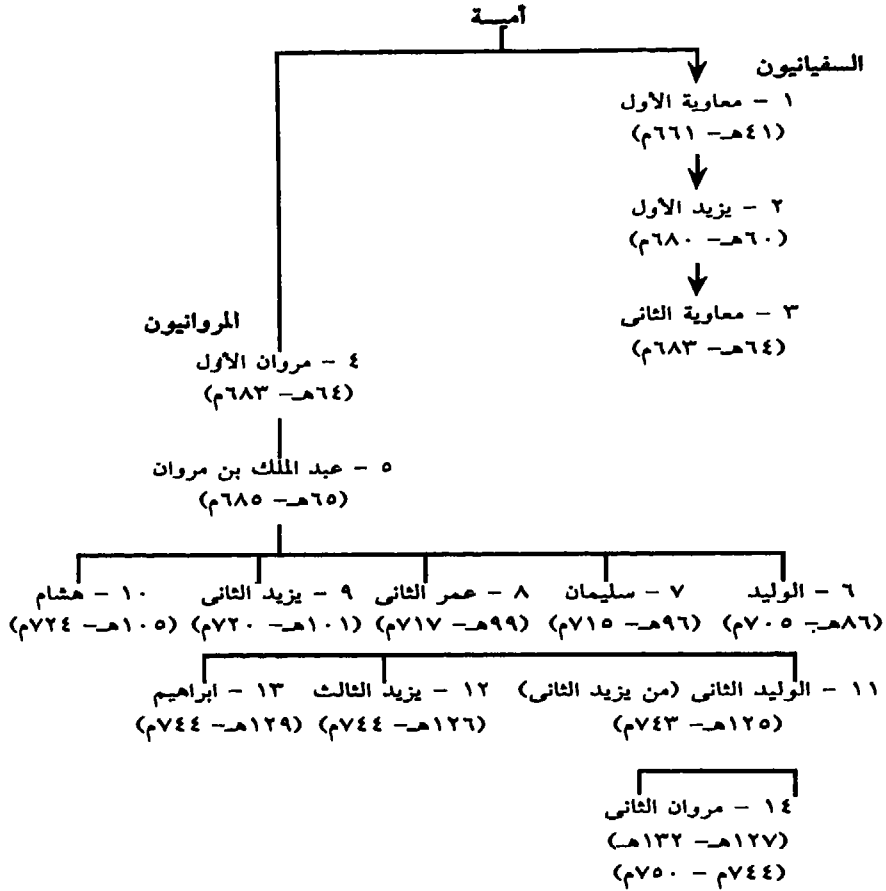 أميـة
السفيانيون
١ - معاوية الأول
(٤١هـ - ٦٦١م)
٢ - يزيد الأول
(٦٠هـ - ٦٨٠م)
٣ - معاوية الثانى
(٦٤هـ - ٦٨٣م)
المروانيون
٤ - مروان الأول
(٦٤هـ - ٦٨٣م)
٥ - عبد الملك بن مروان
(٦٥هـ - ٦٨٥م)
٦ - الوليد ٧ - سليمان ٨ - عمر الثانى ٩ - يزيد الثانى ١٠ - هشام
(٨٦هـ - ٧٠٥م) (٩٦هـ - ٧١٥م) (٩٩هـ - ٧١٧م) (١٠١هـ - ٧٢٠م) (١٠٥هـ - ٧٢٤م)
١١ - الوليد الثانى (من يزيد الثانى) ١٢ - يزيد الثالث ١٣ - ابراهيم
(١٢٥هـ - ٧٤٣م) (١٢٦هـ - ٧٤٤م) (١٢٩هـ - ٧٤٤م)
١٤ - مروان الثانى
(١٢٧هـ - ١٣٢هـ)
(٧٤٤م - ٧٥٠م)